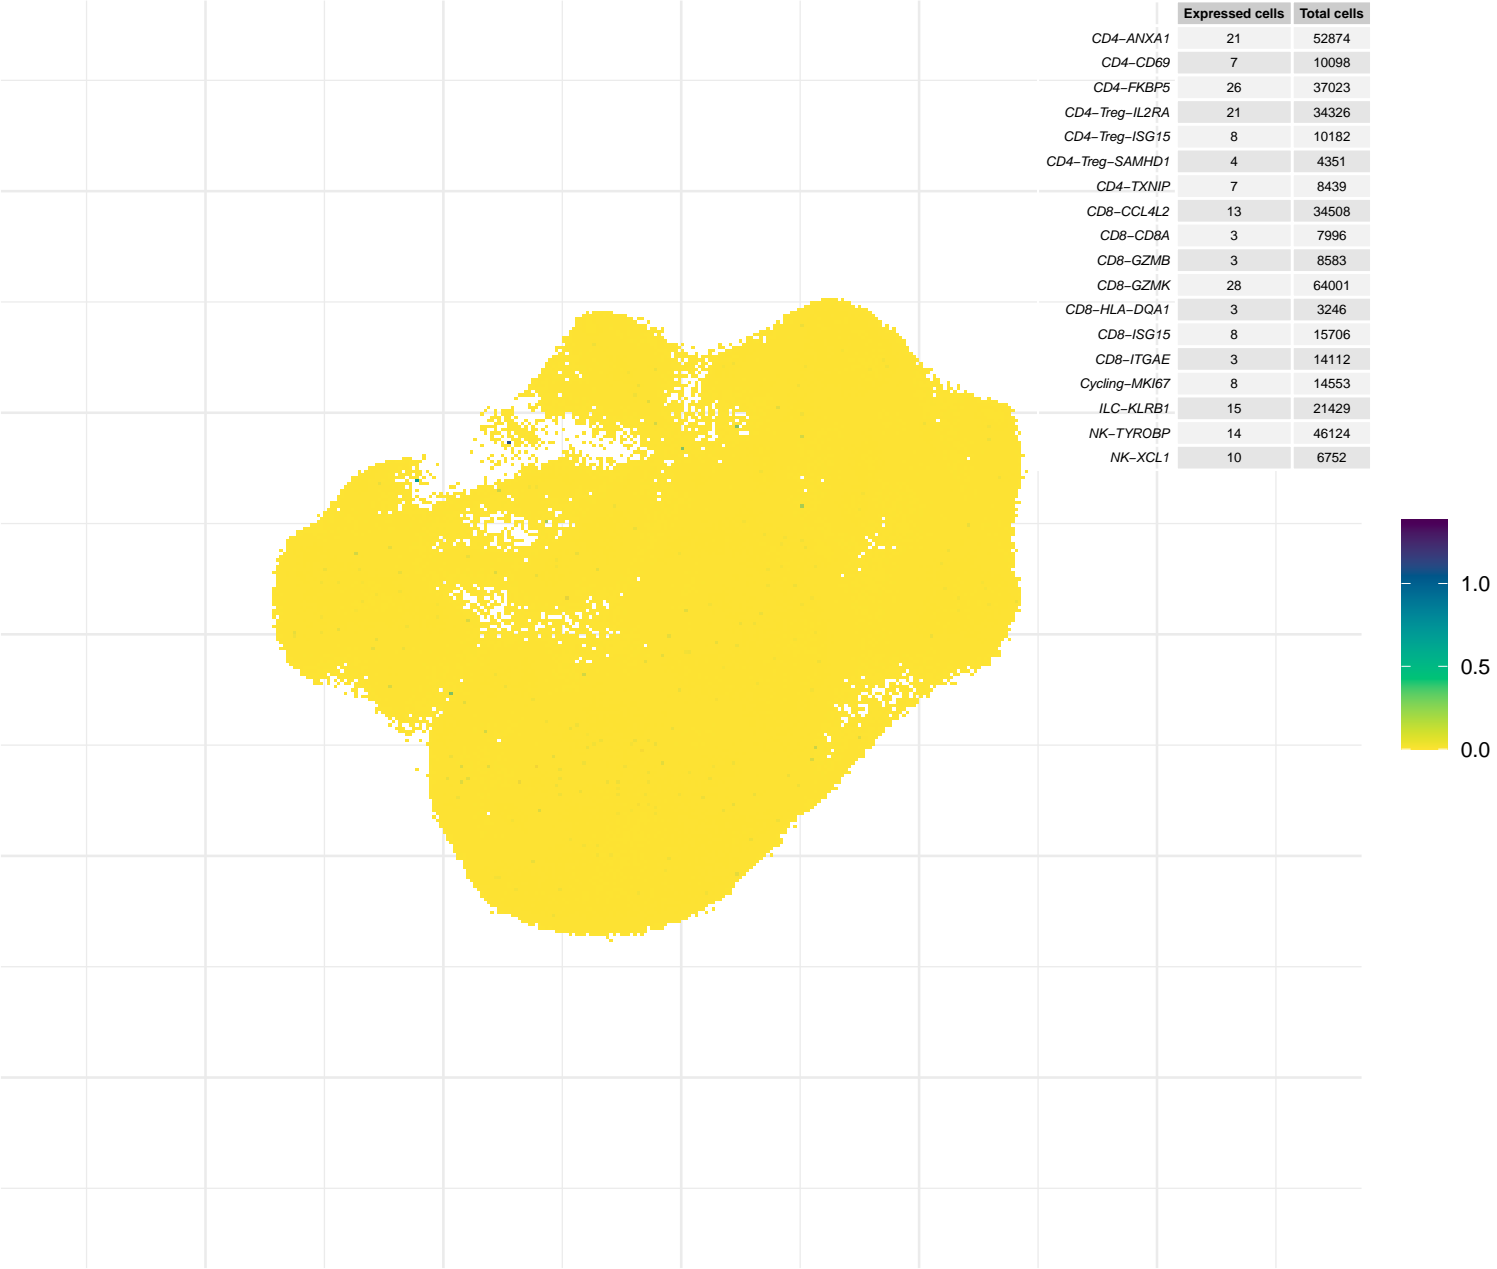 Expressed cells Total cells
CD4−ANXA1 21 52874
CD4−CD69 7 10098
CD4−FKBP5 26 37023
CD4−Treg−IL2RA 21 34326
CD4−Treg−ISG15 8 10182
CD4−Treg−SAMHD1 4 4351
CD4−TXNIP 7 8439
CD8−CCL4L2 13 34508
CD8−CD8A 3 7996
CD8−GZMB 3 8583
CD8−GZMK 28 64001
CD8−HLA−DQA1 3 3246
CD8−ISG15 8 15706
CD8−ITGAE 3 14112
Cycling−MKI67 8 14553
ILC−KLRB1 15 21429
NK−TYROBP 14 46124
NK−XCL1 10 6752
1.0
0.5
0.0